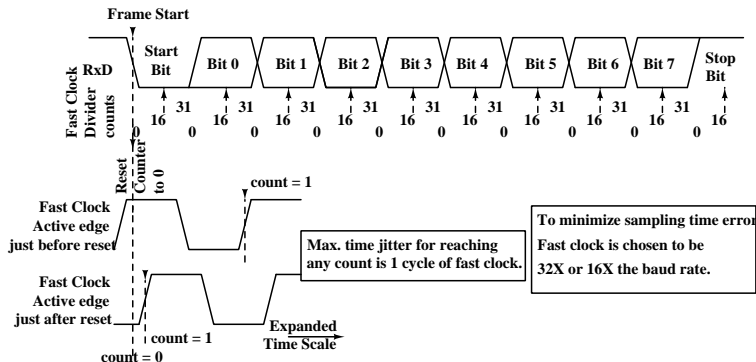 Frame Start
RxD
Start
Bit
Bit 0
Bit 1
Bit 2
Bit 3
Bit 4
Bit 5
Bit 6
Bit 7
Stop
Bit
Fast Clock
Divider
counts
0
16
31
0
16
31
0
16
31
0
16
31
0
16
31
0
16
31
0
16
31
0
16
31
0
16
31
0
16
Reset
Counter
to 0
count = 1
Fast Clock
Active edge
just before reset
Max. time jitter for reaching
any count is 1 cycle of fast clock.
To minimize sampling time error
Fast clock is chosen to be
32X or 16X the baud rate.
Fast Clock
Active edge
just after reset
count = 1
Expanded
Time Scale
count = 0